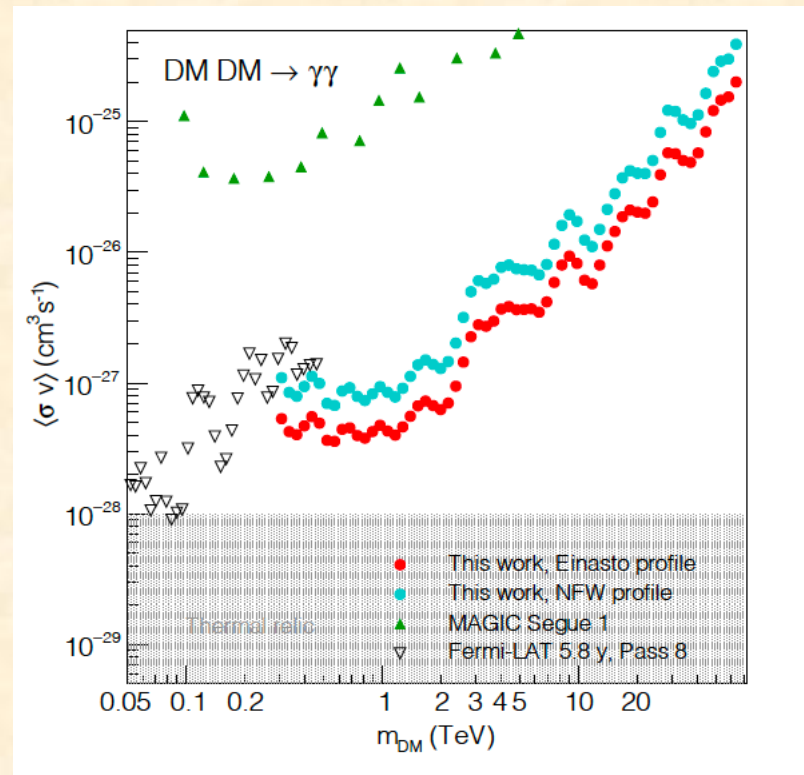 DM DM → γγ
10⁻²⁵
10⁻²⁶
10⁻²⁷
10⁻²⁸
10⁻²⁹
⟨σ v⟩ (cm³ s⁻¹)
This work, Einasto profile
This work, NFW profile
MAGIC Segue 1
Fermi-LAT 5.8 y, Pass 8
Thermal relic
0.05 0.1 0.2 1 2 3 4 5 10 20
m_DM (TeV)